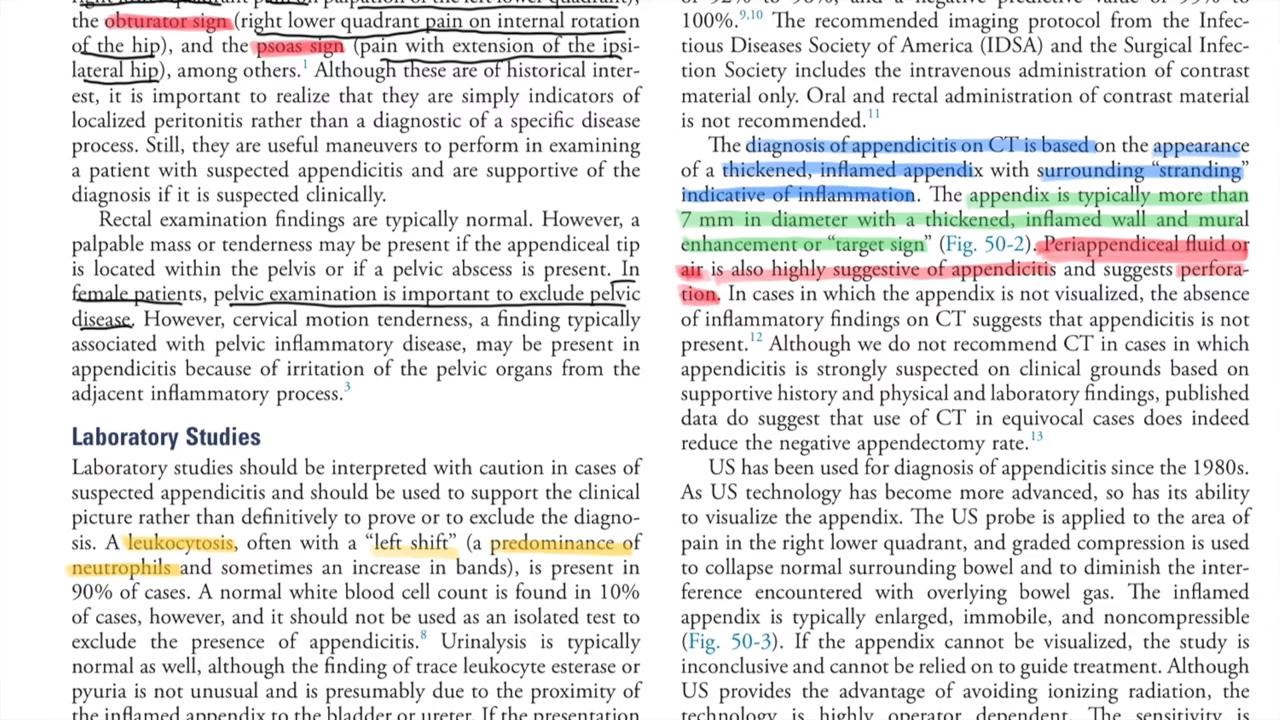 the obturator sign (right lower quadrant pain on internal rotation
of the hip), and the psoas sign (pain with extension of the ipsi-
lateral hip), among others.1 Although these are of historical inter-
est, it is important to realize that they are simply indicators of
localized peritonitis rather than a diagnostic of a specific disease
process. Still, they are useful maneuvers to perform in examining
a patient with suspected appendicitis and are supportive of the
diagnosis if it is suspected clinically.
Rectal examination findings are typically normal. However, a
palpable mass or tenderness may be present if the appendiceal tip
is located within the pelvis or if a pelvic abscess is present. In
female patients, pelvic examination is important to exclude pelvic
disease. However, cervical motion tenderness, a finding typically
associated with pelvic inflammatory disease, may be present in
appendicitis because of irritation of the pelvic organs from the
adjacent inflammatory process.3
Laboratory Studies
Laboratory studies should be interpreted with caution in cases of
suspected appendicitis and should be used to support the clinical
picture rather than definitively to prove or to exclude the diagno-
sis. A leukocytosis, often with a “left shift” (a predominance of
neutrophils and sometimes an increase in bands), is present in
90% of cases. A normal white blood cell count is found in 10%
of cases, however, and it should not be used as an isolated test to
exclude the presence of appendicitis.8 Urinalysis is typically
normal as well, although the finding of trace leukocyte esterase or
pyuria is not unusual and is presumably due to the proximity of
the inflamed appendix to the bladder or ureter. If the presentation
100%.9,10 The recommended imaging protocol from the Infec-
tious Diseases Society of America (IDSA) and the Surgical Infec-
tion Society includes the intravenous administration of contrast
material only. Oral and rectal administration of contrast material
is not recommended.11
The diagnosis of appendicitis on CT is based on the appearance
of a thickened, inflamed appendix with surrounding “stranding”
indicative of inflammation. The appendix is typically more than
7 mm in diameter with a thickened, inflamed wall and mural
enhancement or “target sign” (Fig. 50-2). Periappendiceal fluid or
air is also highly suggestive of appendicitis and suggests perfora-
tion. In cases in which the appendix is not visualized, the absence
of inflammatory findings on CT suggests that appendicitis is not
present.12 Although we do not recommend CT in cases in which
appendicitis is strongly suspected on clinical grounds based on
supportive history and physical and laboratory findings, published
data do suggest that use of CT in equivocal cases does indeed
reduce the negative appendectomy rate.13
US has been used for diagnosis of appendicitis since the 1980s.
As US technology has become more advanced, so has its ability
to visualize the appendix. The US probe is applied to the area of
pain in the right lower quadrant, and graded compression is used
to collapse normal surrounding bowel and to diminish the inter-
ference encountered with overlying bowel gas. The inflamed
appendix is typically enlarged, immobile, and noncompressible
(Fig. 50-3). If the appendix cannot be visualized, the study is
inconclusive and cannot be relied on to guide treatment. Although
US provides the advantage of avoiding ionizing radiation, the
technology is highly operator dependent. The sensitivity is